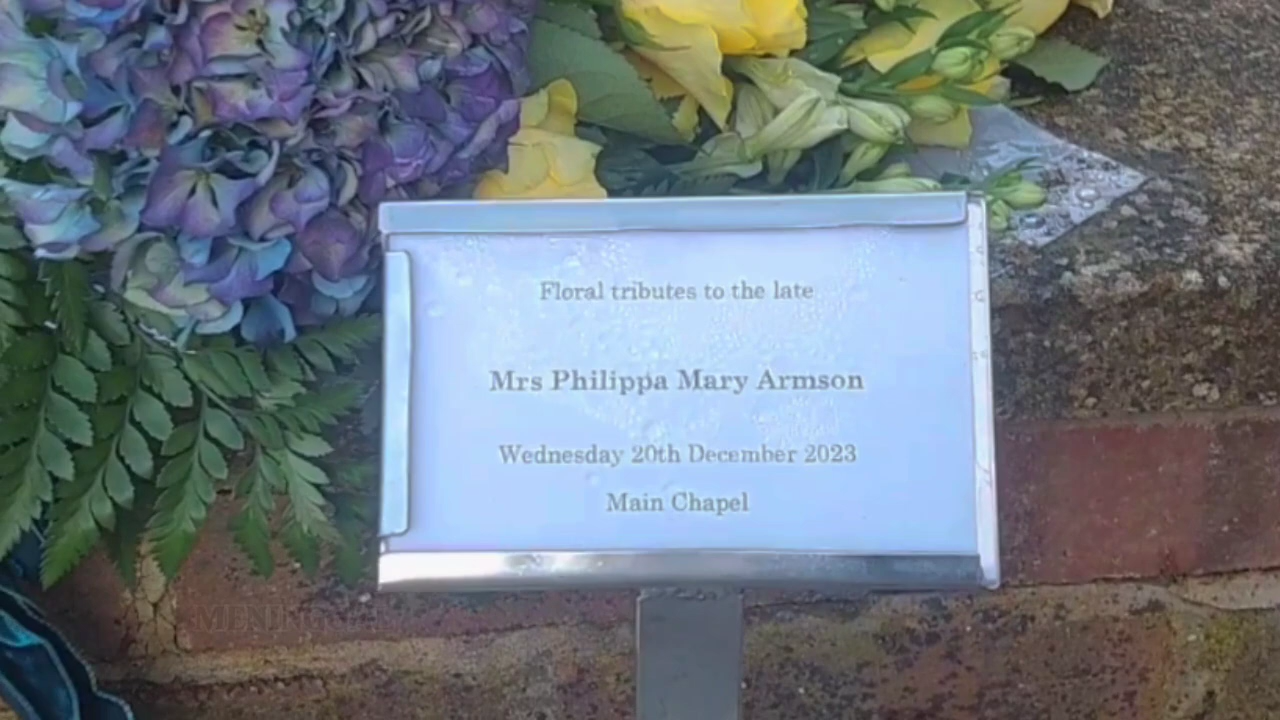 Floral tributes to the late
Mrs Philippa Mary Armson
Wednesday 20th December 2023
Main Chapel